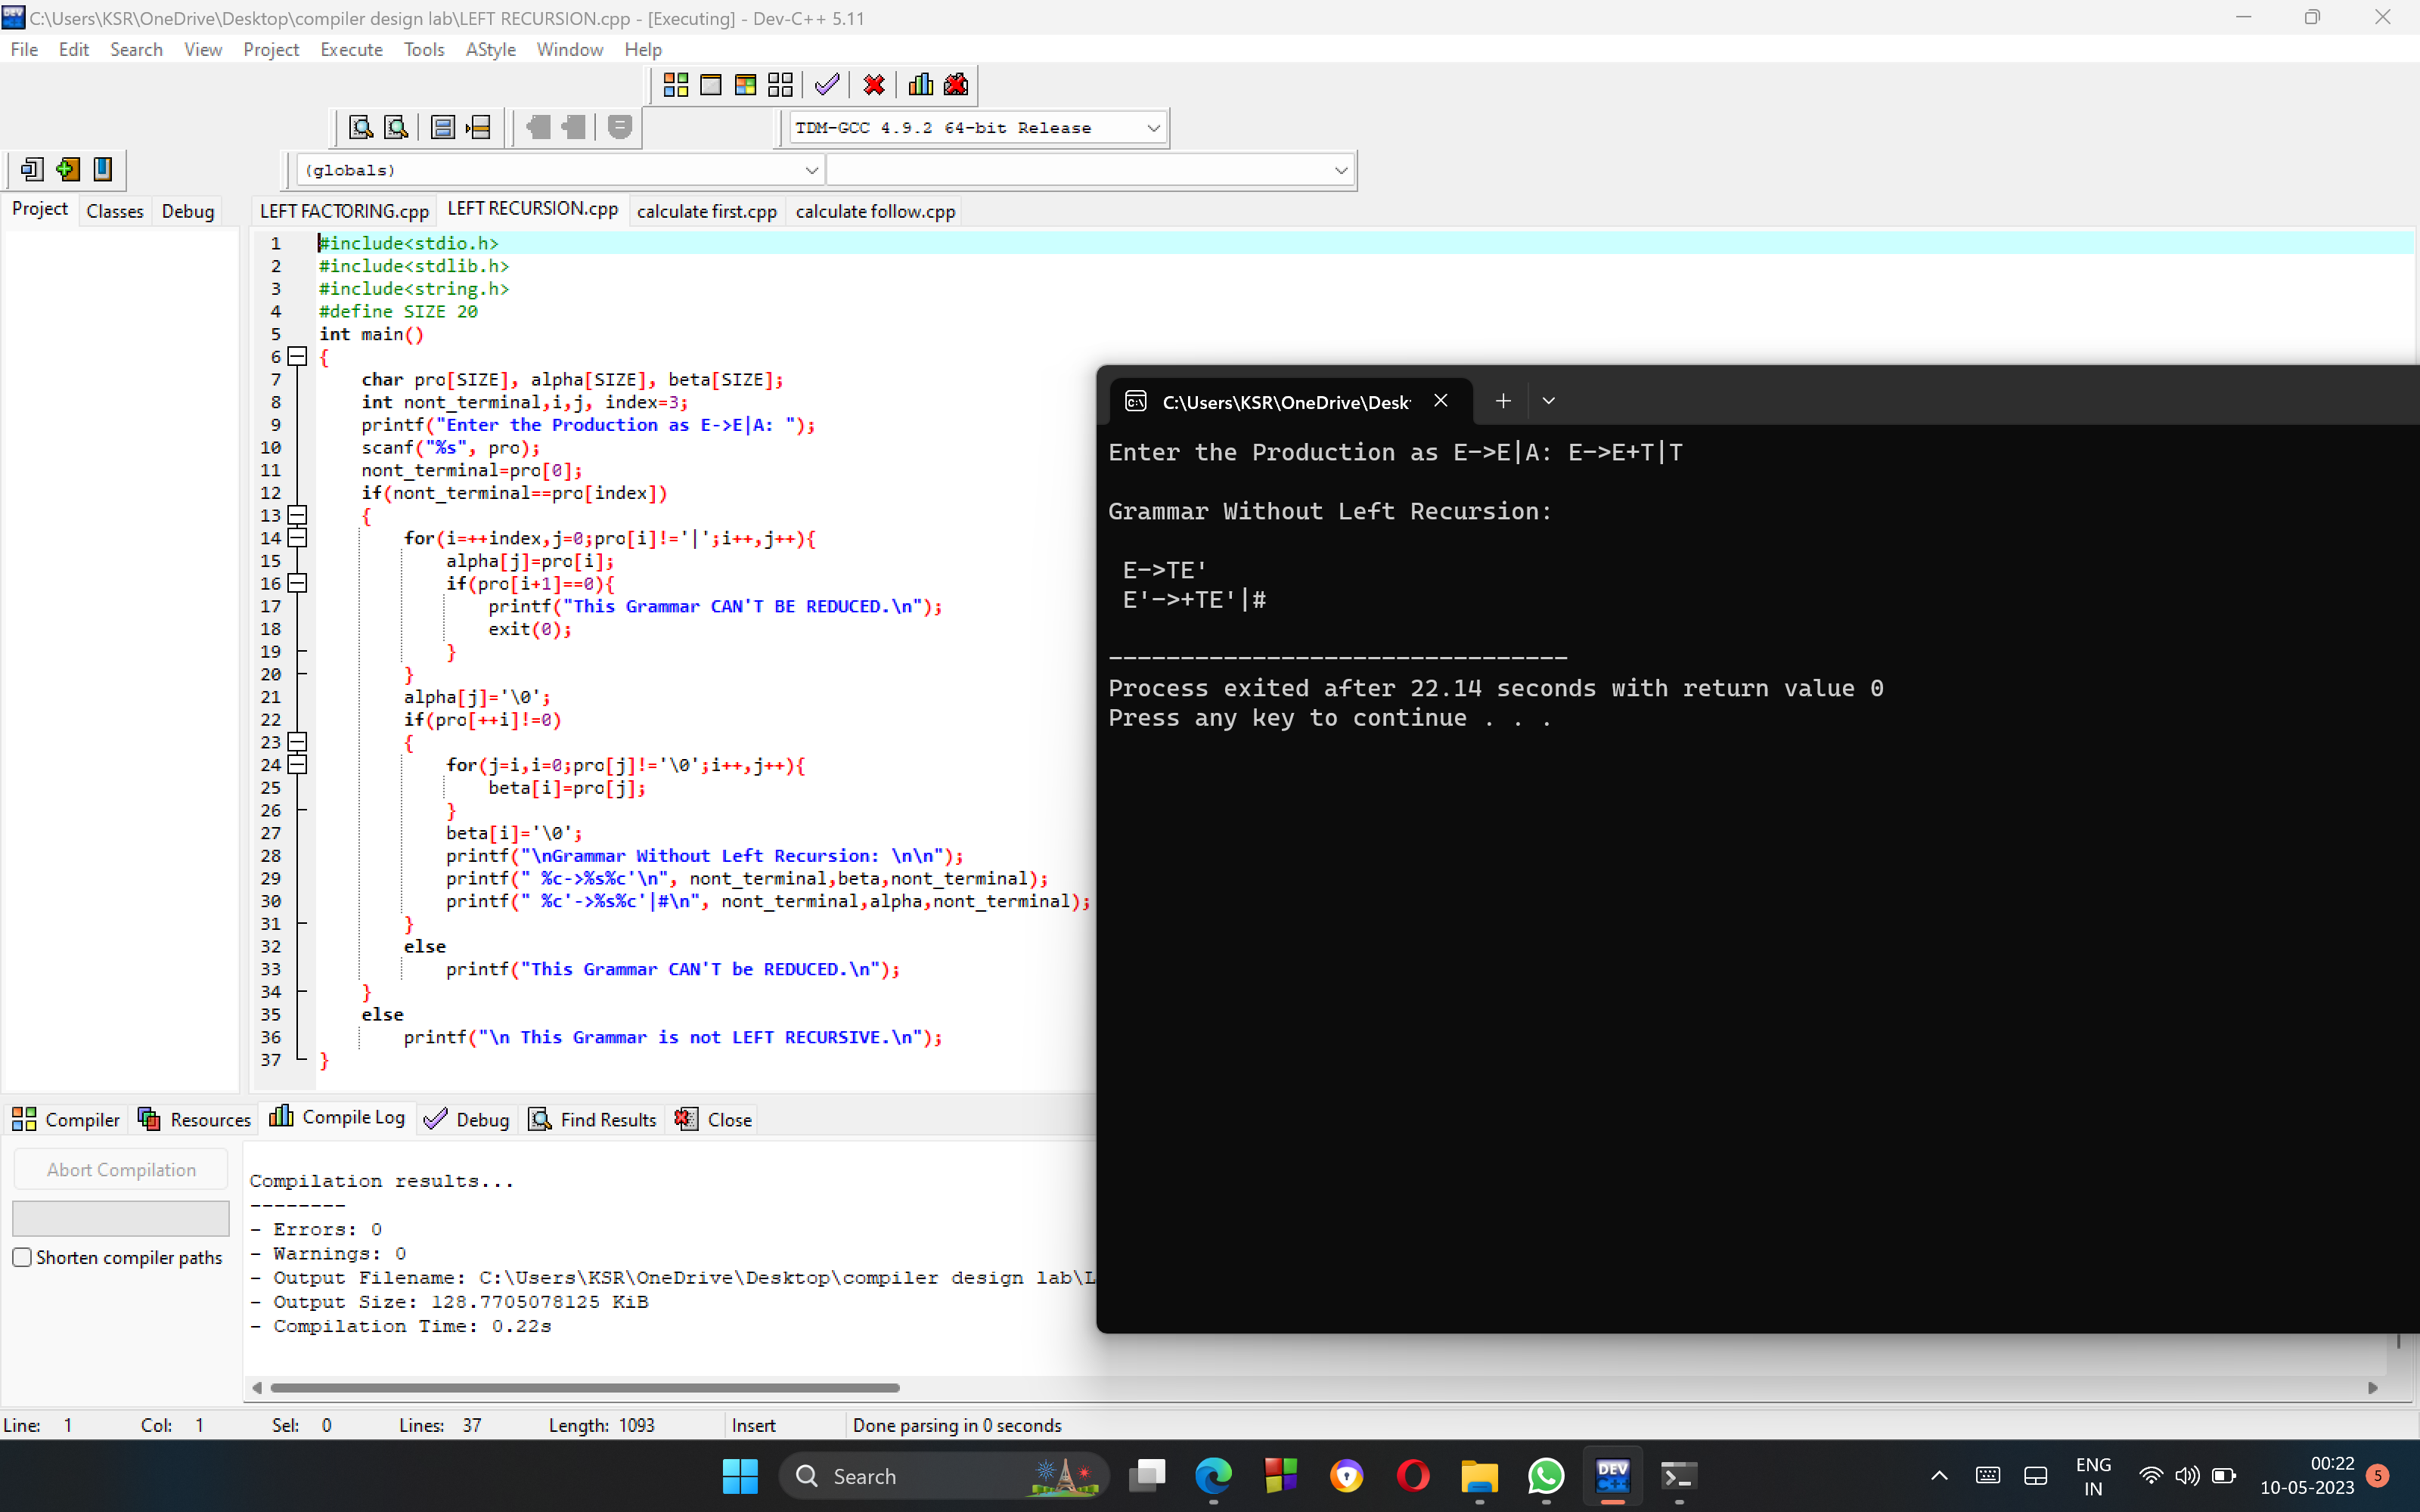 C:\Users\KSR\OneDrive\Desktop\compiler design lab\LEFT RECURSION.cpp - [Executing] - Dev-C++ 5.11
File Edit Search View Project Execute Tools AStyle Window Help
TDM-GCC 4.9.2 64-bit Release
(globals)
Project Classes Debug LEFT FACTORING.cpp LEFT RECURSION.cpp calculate first.cpp calculate follow.cpp
1 #include<stdio.h>
2 #include<stdlib.h>
3 #include<string.h>
4 #define SIZE 20
5 int main()
6 {
7 char pro[SIZE], alpha[SIZE], beta[SIZE];
8 int nont_terminal,i,j, index=3;
9 printf("Enter the Production as E->E|A: ");
10 scanf("%s", pro);
11 nont_terminal=pro[0];
12 if(nont_terminal==pro[index])
13 {
14 for(i=++index,j=0;pro[i]!='|';i++,j++){
15 alpha[j]=pro[i];
16 if(pro[i+1]==0){
17 printf("This Grammar CAN'T BE REDUCED.\n");
18 exit(0);
19 }
20 }
21 alpha[j]='\0';
22 if(pro[++i]!=0)
23 {
24 for(j=i,i=0;pro[j]!='\0';i++,j++){
25 beta[i]=pro[j];
26 }
27 beta[i]='\0';
28 printf("\nGrammar Without Left Recursion: \n\n");
29 printf(" %c->%s%c'\n", nont_terminal,beta,nont_terminal);
30 printf(" %c'->%s%c'|#\n", nont_terminal,alpha,nont_terminal);
31 }
32 else
33 printf("This Grammar CAN'T be REDUCED.\n");
34 }
35 else
36 printf("\n This Grammar is not LEFT RECURSIVE.\n");
37 }
C:\Users\KSR\OneDrive\Desk
Enter the Production as E->E|A: E->E+T|T
Grammar Without Left Recursion:
E->TE'
E'->+TE'|#
--------------------------------
Process exited after 22.14 seconds with return value 0
Press any key to continue . . .
Compiler Resources Compile Log Debug Find Results Close
Abort Compilation
Shorten compiler paths
Compilation results...
--------
- Errors: 0
- Warnings: 0
- Output Filename: C:\Users\KSR\OneDrive\Desktop\compiler design lab\L
- Output Size: 128.7705078125 KiB
- Compilation Time: 0.22s
Line: 1 Col: 1 Sel: 0 Lines: 37 Length: 1093 Insert Done parsing in 0 seconds
Search
DEV
C++
ENG
IN
00:22
10-05-2023
5